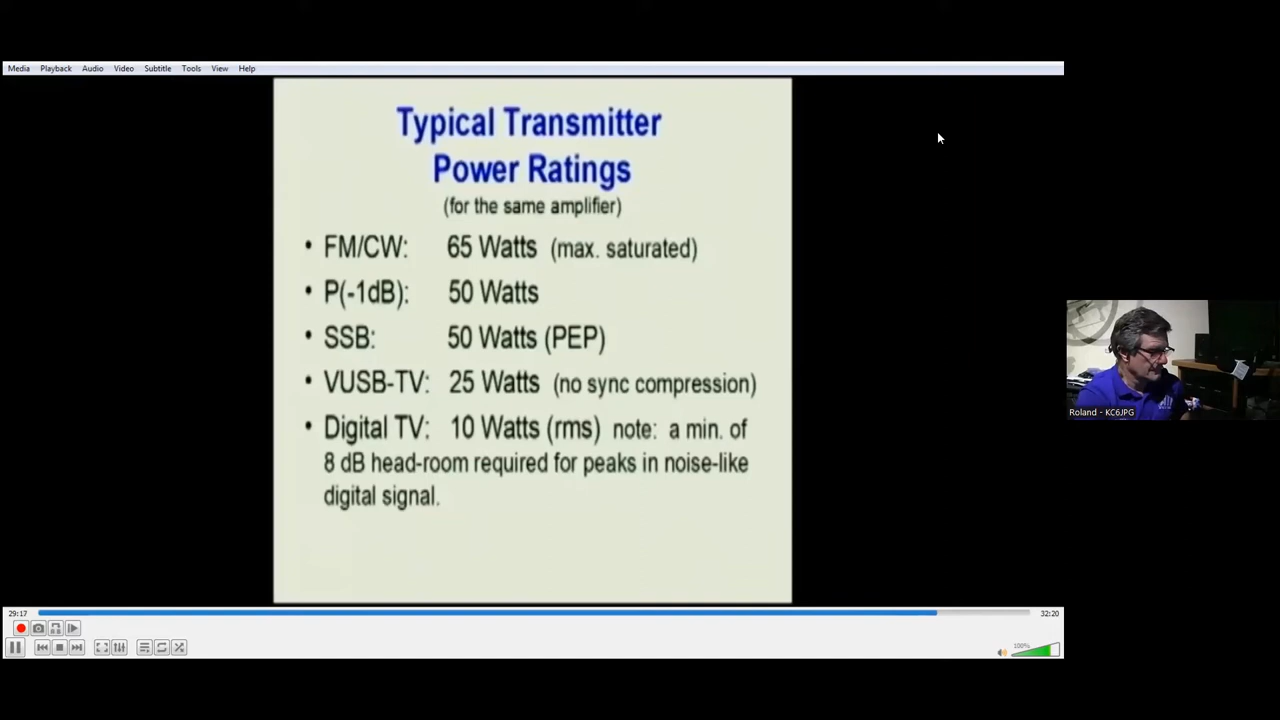 Media Playback Audio Video Subtitle Tools View Help
Typical Transmitter
Power Ratings
(for the same amplifier)
• FM/CW: 65 Watts (max. saturated)
• P(-1dB): 50 Watts
• SSB: 50 Watts (PEP)
• VUSB-TV: 25 Watts (no sync compression)
• Digital TV: 10 Watts (rms) note: a min. of
8 dB head-room required for peaks in noise-like
digital signal.
Roland - KC6JPG
29:17 32:20
100%